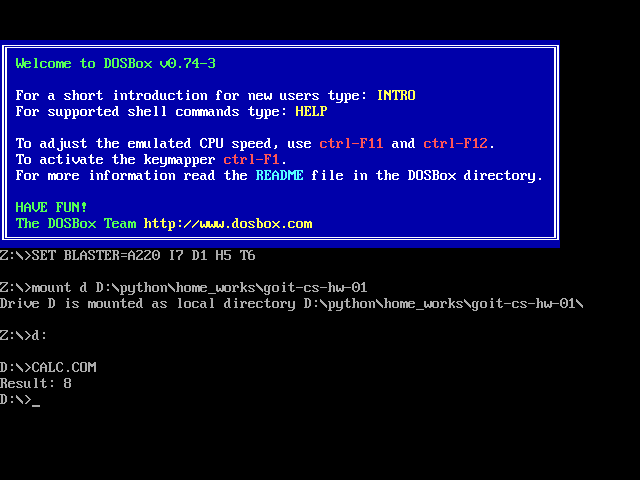 Welcome to DOSBox v0.74-3
For a short introduction for new users type: INTRO
For supported shell commands type: HELP
To adjust the emulated CPU speed, use ctrl-F11 and ctrl-F12.
To activate the keymapper ctrl-F1.
For more information read the README file in the DOSBox directory.
HAVE FUN!
The DOSBox Team http://www.dosbox.com
Z:\>SET BLASTER=A220 I7 D1 H5 T6
Z:\>mount d D:\python\home_works\goit-cs-hw-01
Drive D is mounted as local directory D:\python\home_works\goit-cs-hw-01\
Z:\>d:
D:\>CALC.COM
Result: 8
D:\>_